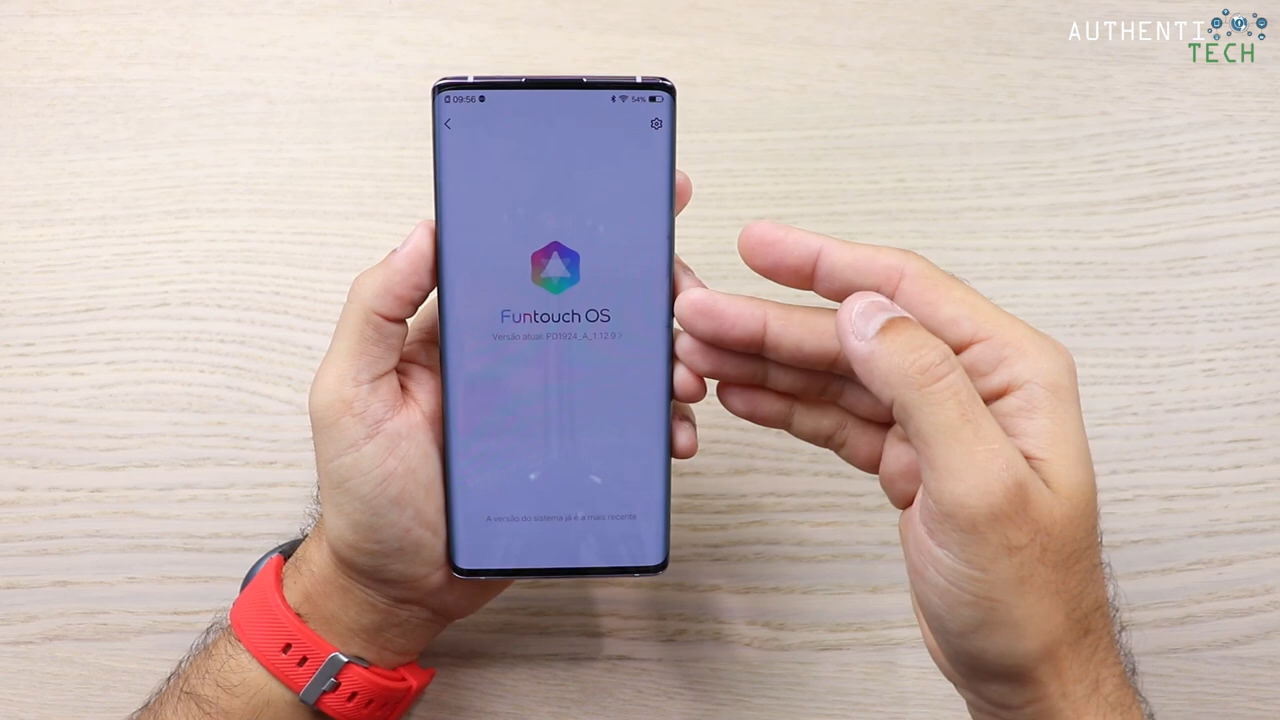 AUTHENTI
TECH
09:56
54%
Funtouch OS
Versão atual: PD1924_A_1.12.9 >
A versão do sistema já é a mais recente